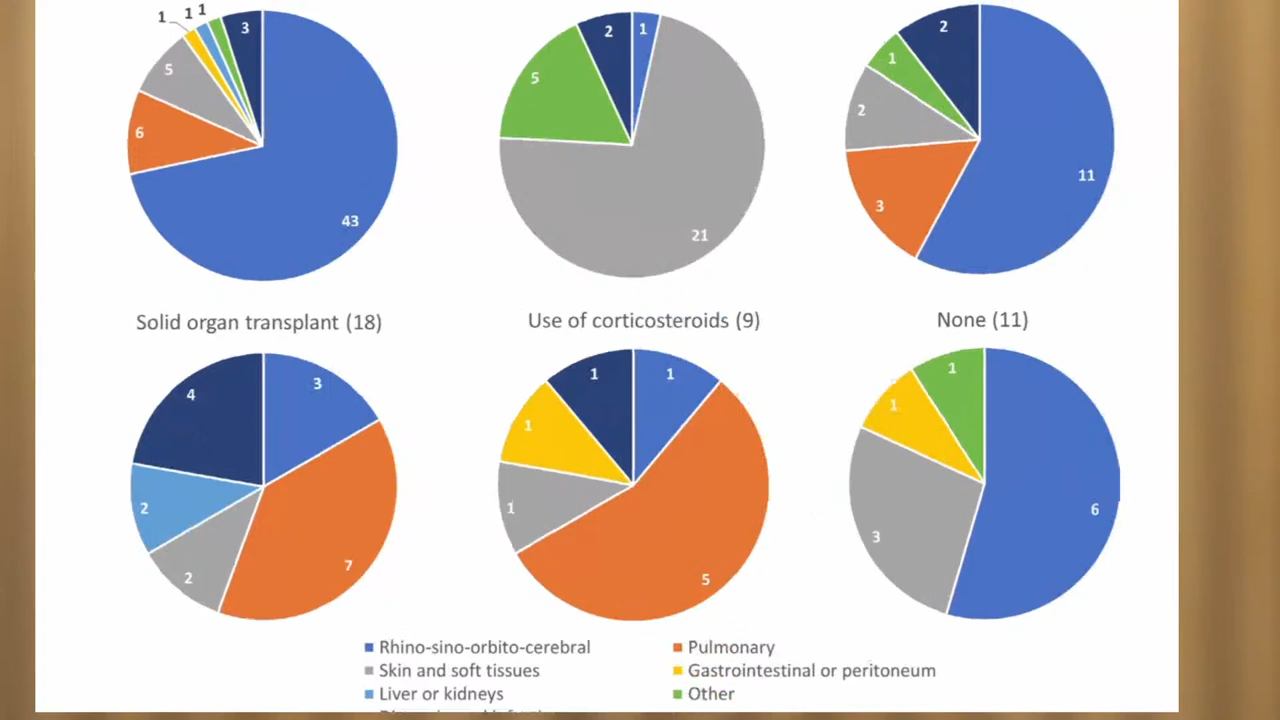 1 1 1 3
5
6
43
2 1
5
21
2
1
2
11
3
Solid organ transplant (18)
Use of corticosteroids (9)
None (11)
4 3
2
2
7
1 1
1
1
5
1
1
6
3
Rhino-sino-orbito-cerebral
Pulmonary
Skin and soft tissues
Gastrointestinal or peritoneum
Liver or kidneys
Other